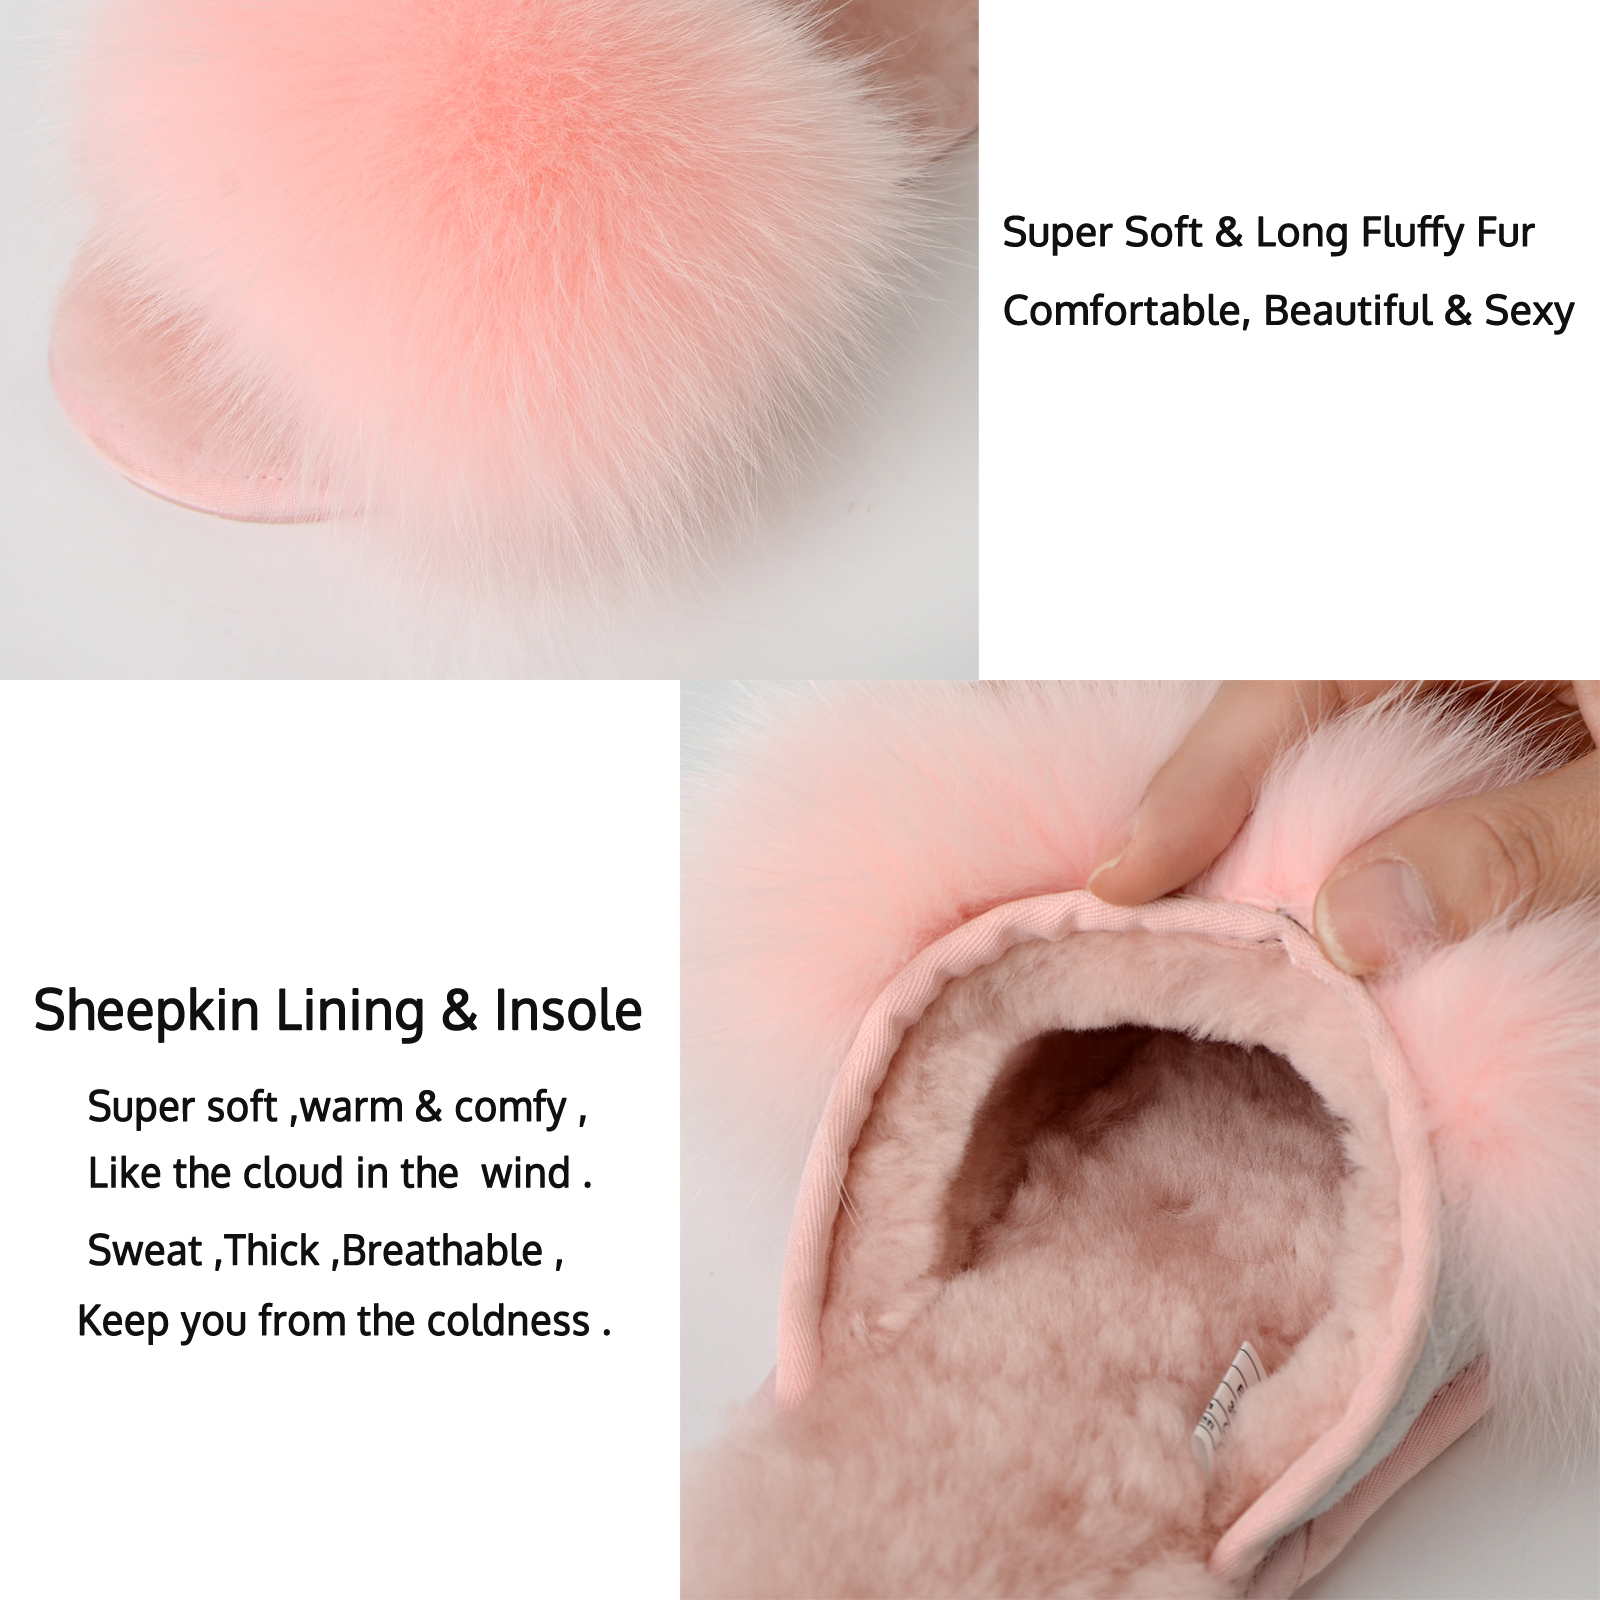 Super Soft & Long Fluffy Fur
Comfortable, Beautiful & Sexy
Sheepkin Lining & Insole
Super soft ,warm & comfy ,
Like the cloud in the  wind .
Sweat ,Thick ,Breathable ,
Keep you from the coldness .